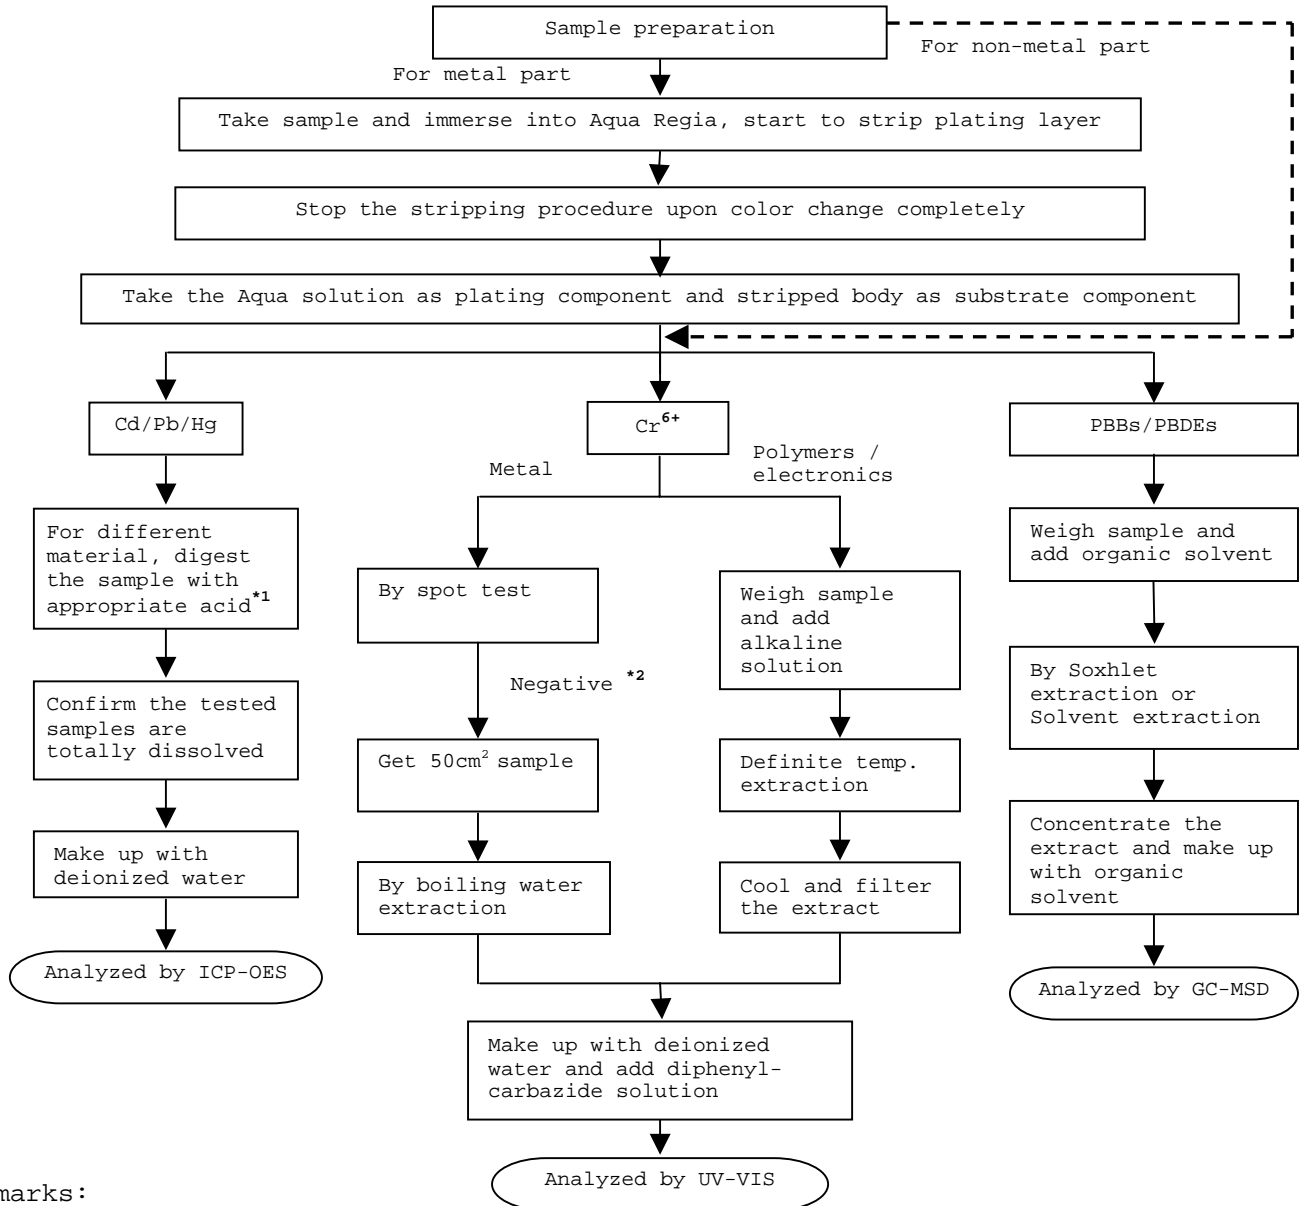 Sample preparation
For non-metal part
For metal part
Take sample and immerse into Aqua Regia, start to strip plating layer
Stop the stripping procedure upon color change completely
Take the Aqua solution as plating component and stripped body as substrate component
Cd/Pb/Hg
Cr6+
PBBs/PBDEs
Metal
Polymers /
electronics
For different
material, digest
the sample with
appropriate acid*1
By spot test
Weigh sample
and add
alkaline
solution
Weigh sample and
add organic solvent
Negative *2
Confirm the tested
samples are
totally dissolved
Get 50cm2 sample
Definite temp.
extraction
By Soxhlet
extraction or
Solvent extraction
Make up with
deionized water
By boiling water
extraction
Cool and filter
the extract
Concentrate the
extract and make up
with organic
solvent
Analyzed by ICP-OES
Analyzed by GC-MSD
Make up with deionized
water and add diphenyl-
carbazide solution
Analyzed by UV-VIS
marks: